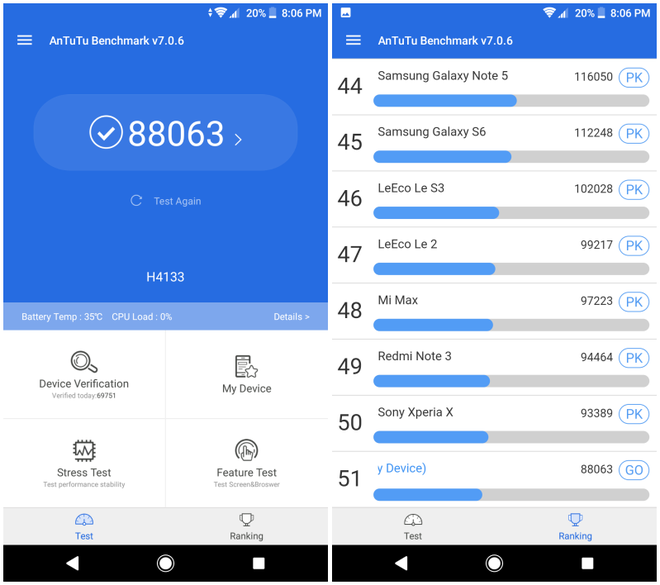 20% 8:06 PM
AnTuTu Benchmark v7.0.6
88063
Test Again
H4133
Battery Temp : 35℃ CPU Load : 0% Details >
Device Verification
Verified today:69751
My Device
Stress Test
Test performance stability
Feature Test
Test Screen&Broswer
Test
Ranking
20% 8:06 PM
AnTuTu Benchmark v7.0.6
44 Samsung Galaxy Note 5 116050 PK
45 Samsung Galaxy S6 112248 PK
46 LeEco Le S3 102028 PK
47 LeEco Le 2 99217 PK
48 Mi Max 97223 PK
49 Redmi Note 3 94464 PK
50 Sony Xperia X 93389 PK
51 y Device) 88063 GO
Test
Ranking